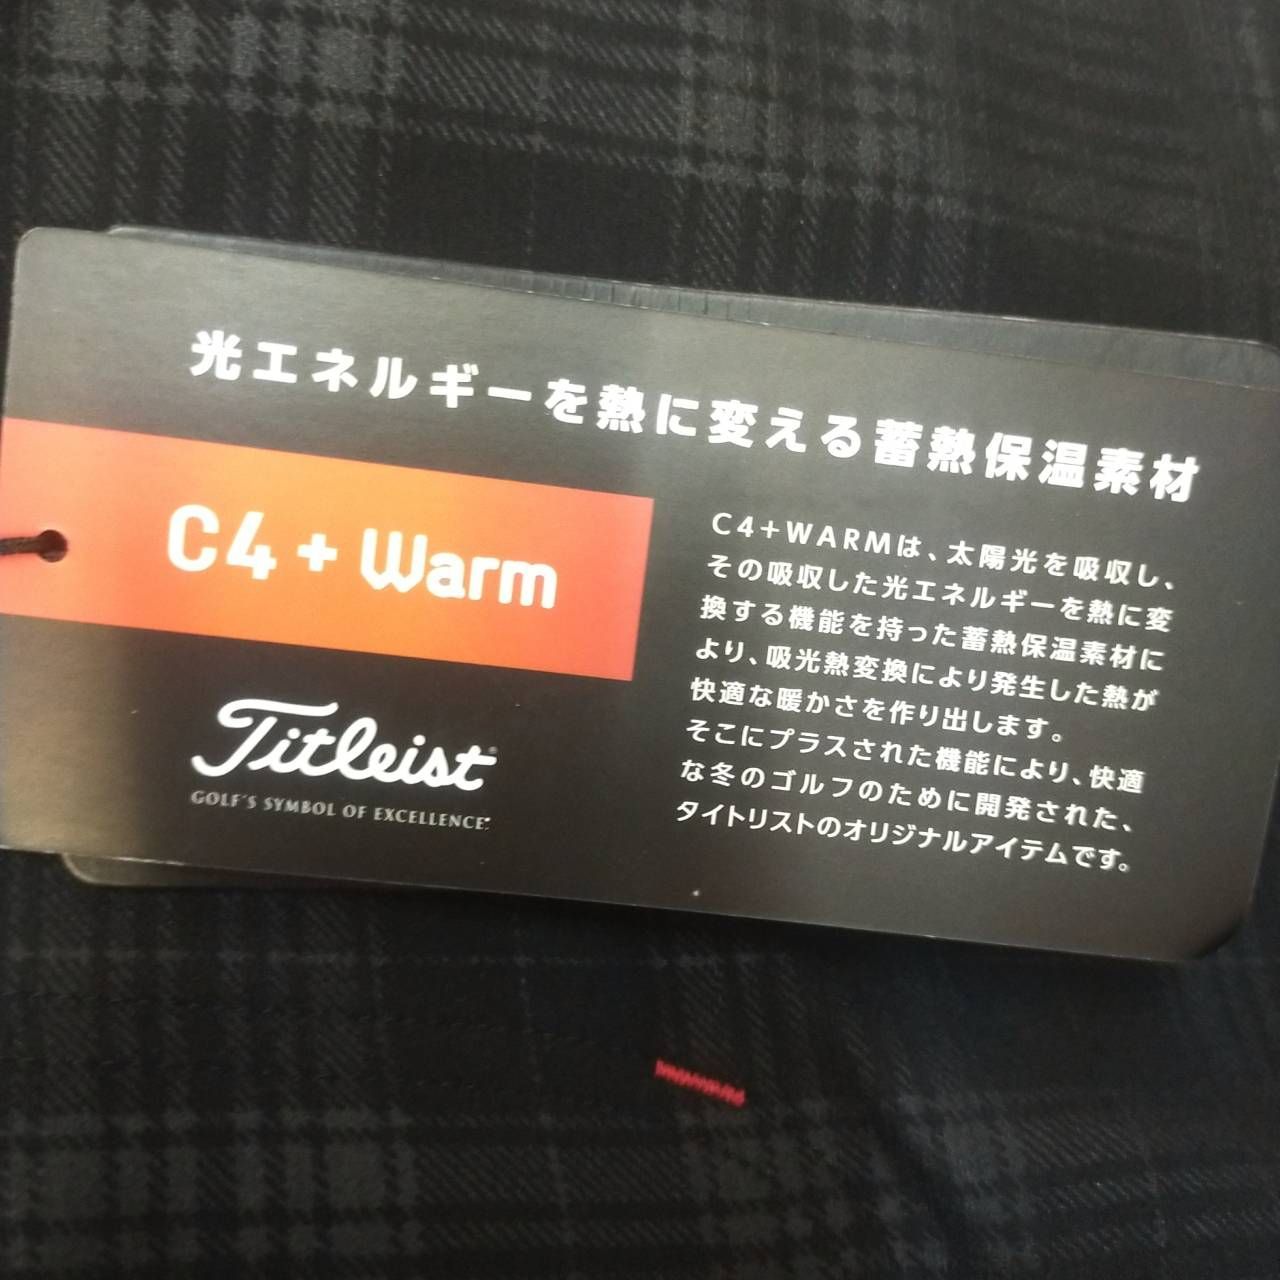 光エネルギーを熱に変える蓄熱保温素材
C4 + Warm
Titleist®
GOLF'S SYMBOL OF EXCELLENCE
C4+WARMは、太陽光を吸収し、
その吸収した光エネルギーを熱に変
換する機能を持った蓄熱保温素材に
より、吸光熱変換により発生した熱が
快適な暖かさを作り出します。
そこにプラスされた機能により、快適
な冬のゴルフのために開発された、
タイトリストのオリジナルアイテムです。